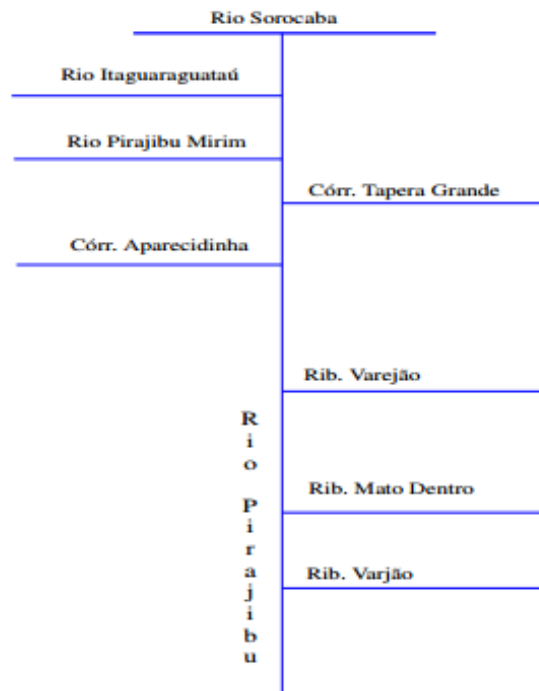 Rio Sorocaba
Rio Itaguaraguataú
Rio Pirajibu Mirim
Córr. Tapera Grande
Córr. Aparecidinha
Rib. Varejão
Rio Pirajibu
Rib. Mato Dentro
Rib. Varjão